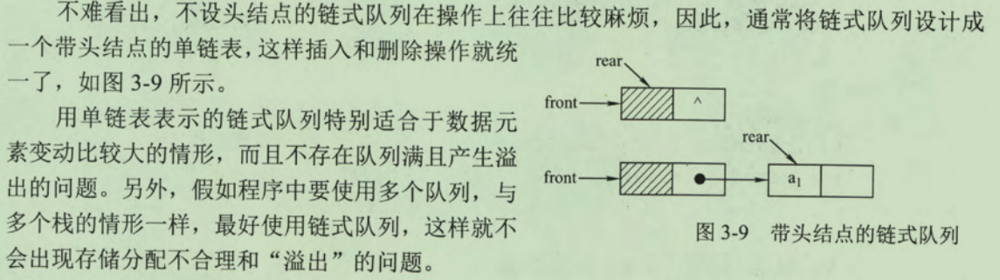 不难看出，不设头结点的链式队列在操作上往往比较麻烦，因此，通常将链式队列设计成
一个带头结点的单链表，这样插入和删除操作就统
一了，如图 3-9 所示。
用单链表表示的链式队列特别适合于数据元
素变动比较大的情形，而且不存在队列满且产生溢
出的问题。另外，假如程序中要使用多个队列，与
多个栈的情形一样，最好使用链式队列，这样就不
会出现存储分配不合理和“溢出”的问题。
rear
front
^
rear
front
a1
图 3-9 带头结点的链式队列